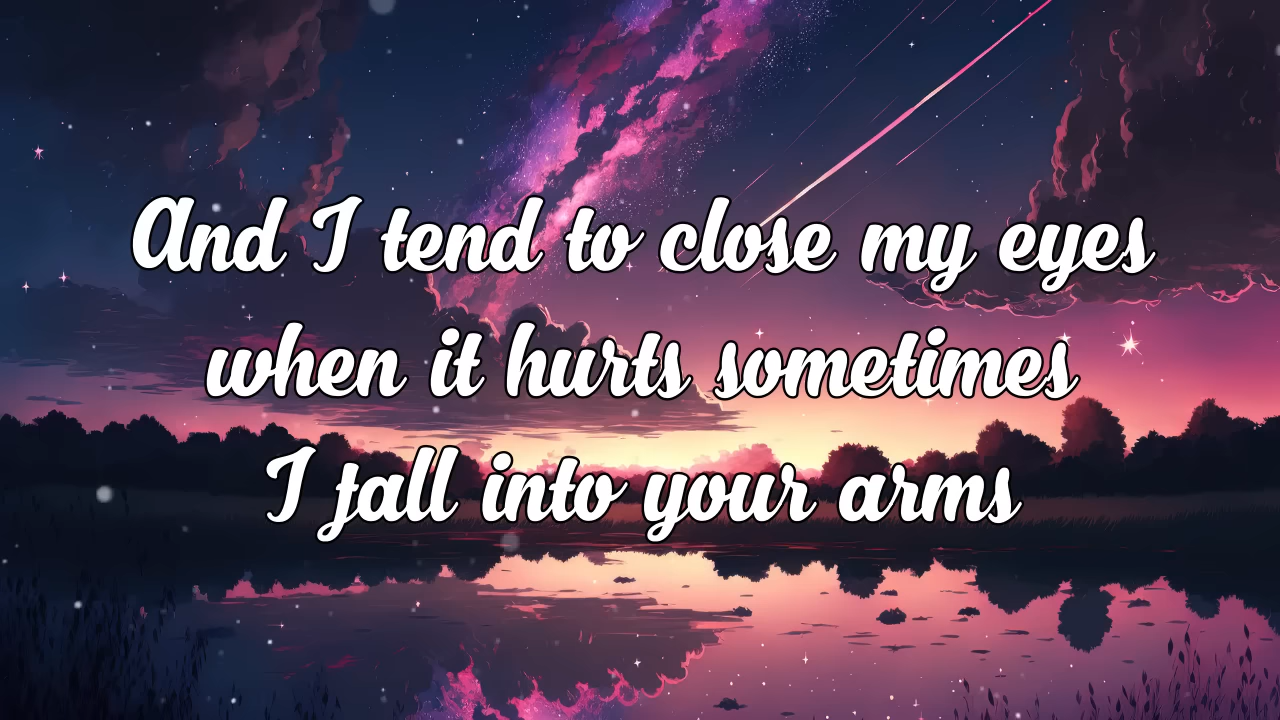 And I tend to close my eyes
when it hurts sometimes
I fall into your arms